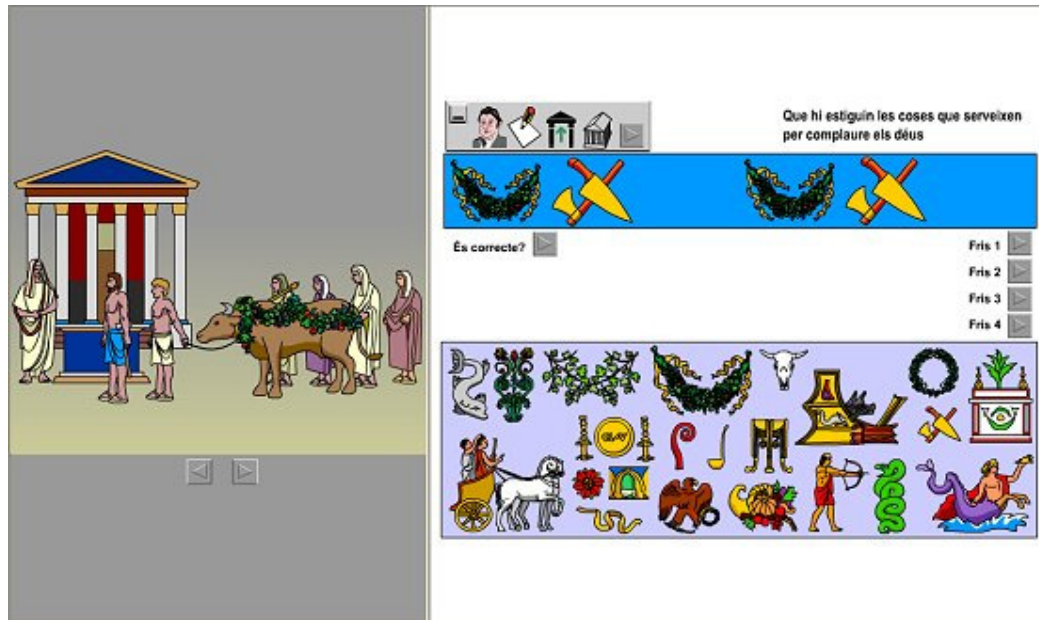 Que hi estiguin les coses que serveixen
per complaure els déus
És correcte?
Fris 1
Fris 2
Fris 3
Fris 4